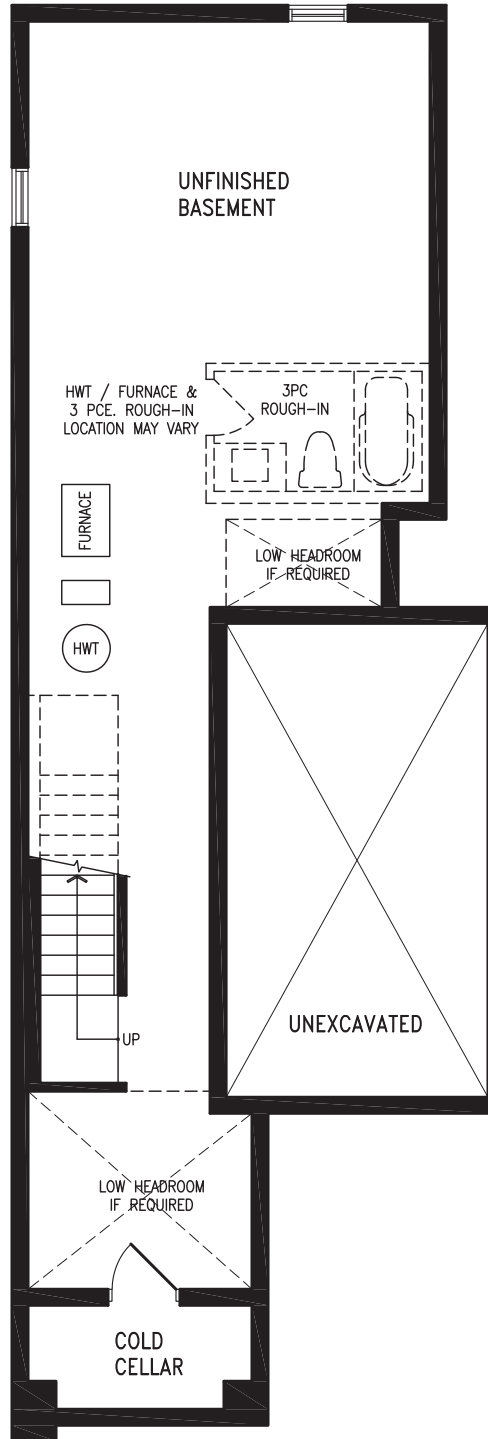 UNFINISHED
BASEMENT
HWT / FURNACE &
3 PCE. ROUGH-IN
LOCATION MAY VARY
3PC
ROUGH-IN
FURNACE
LOW HEADROOM
IF REQUIRED
HWT
UP
UNEXCAVATED
LOW HEADROOM
IF REQUIRED
COLD
CELLAR